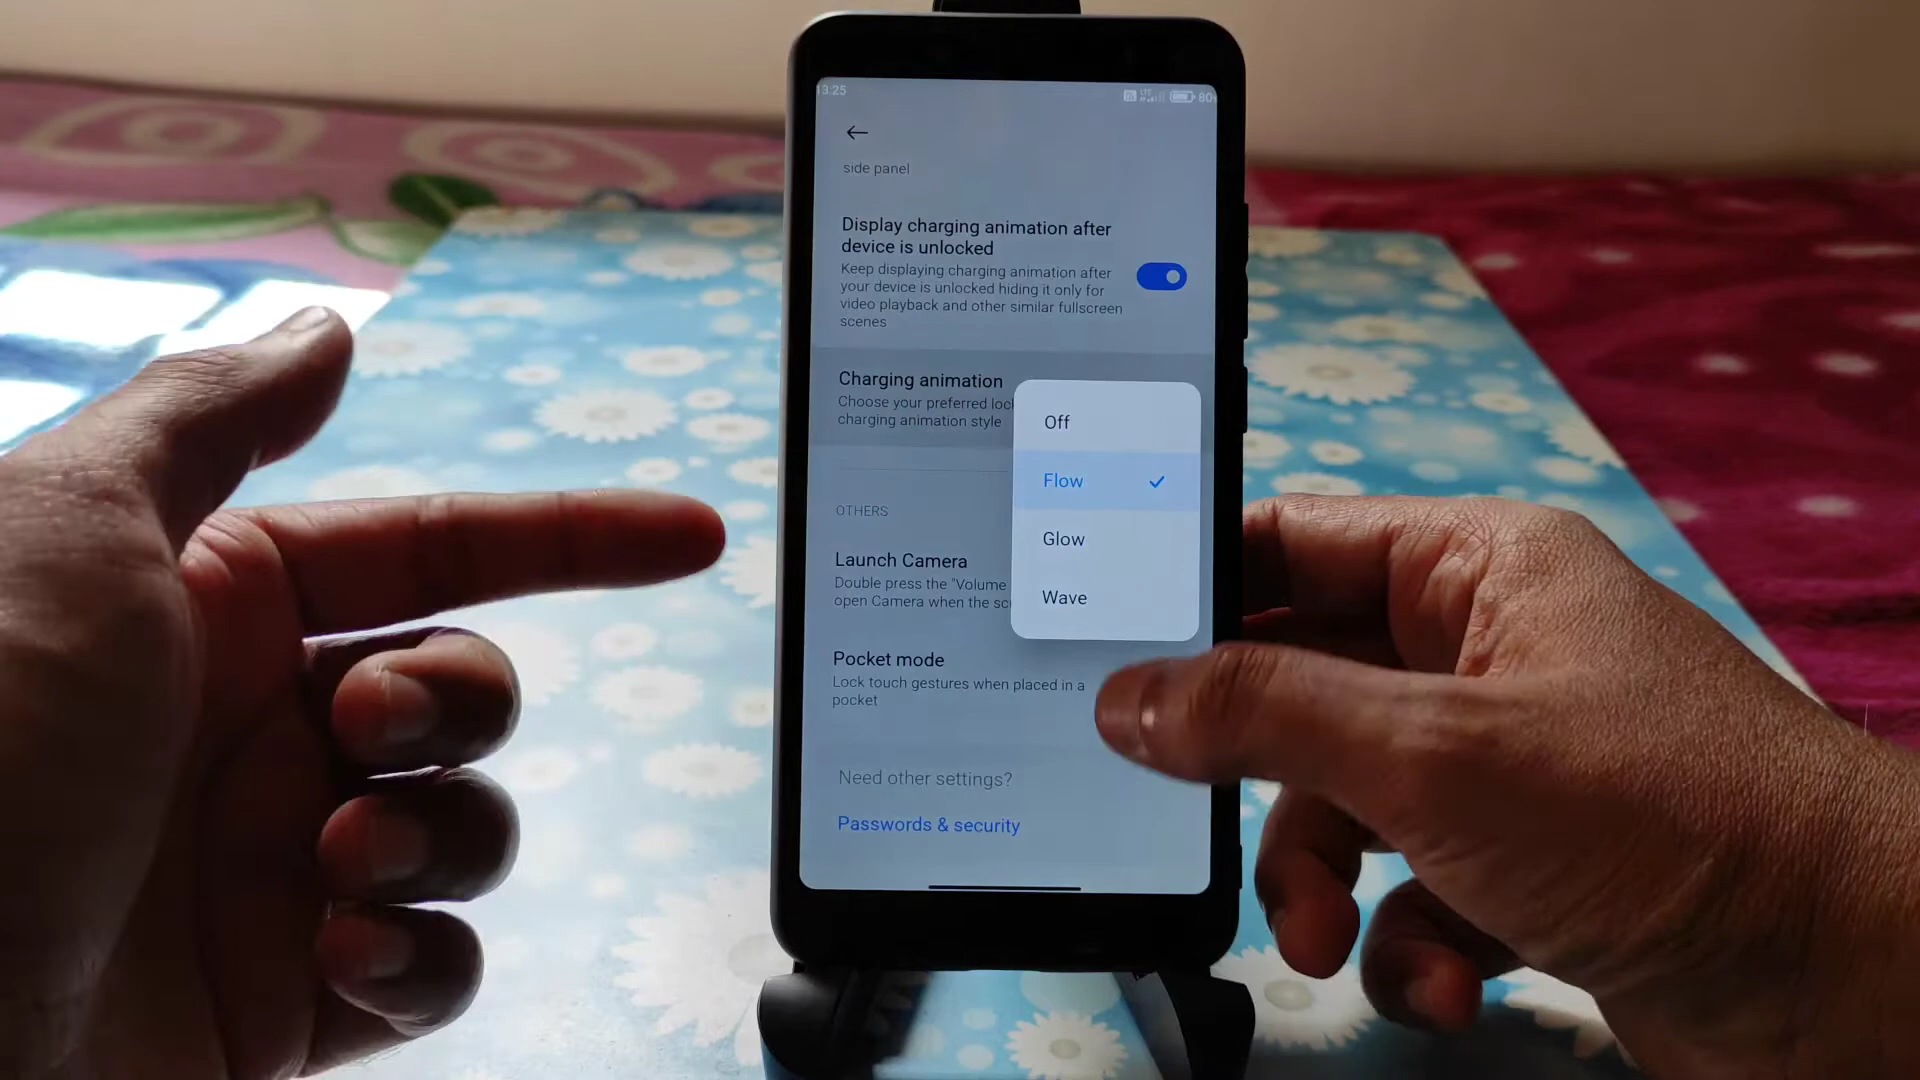 13:25
80
side panel
Display charging animation after
device is unlocked
Keep displaying charging animation after
your device is unlocked hiding it only for
video playback and other similar fullscreen
scenes
Charging animation
Choose your preferred
charging animation style
Off
Flow
Glow
Wave
OTHERS
Launch Camera
Double press the "Volume
open Camera when the
Pocket mode
Lock touch gestures when placed in a
pocket
Need other settings?
Passwords & security